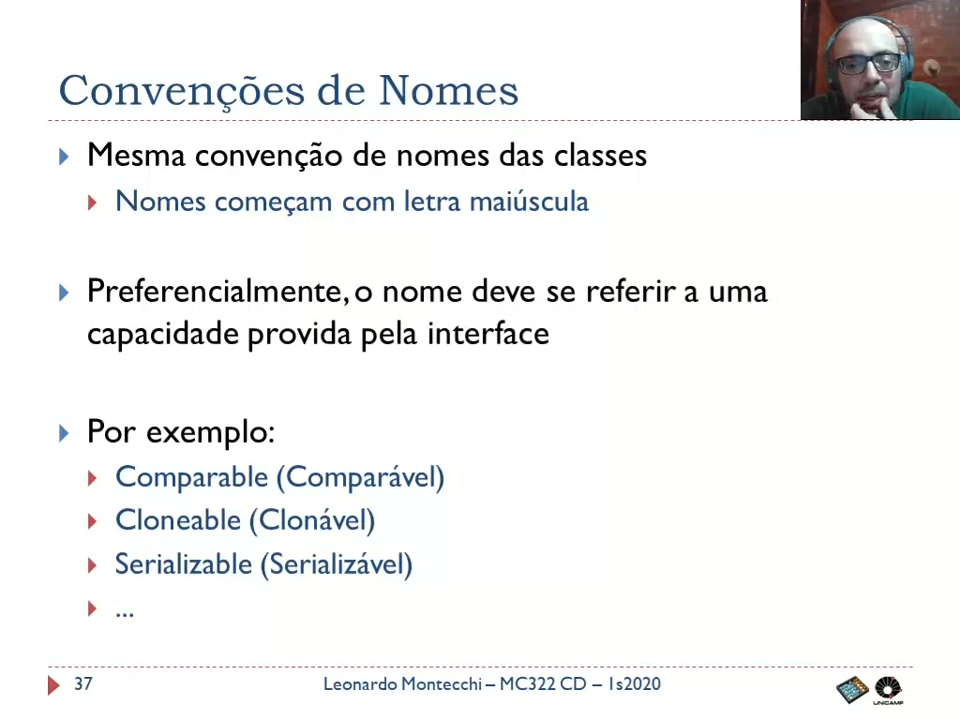 Convenções de Nomes
Mesma convenção de nomes das classes
Nomes começam com letra maiúscula
Preferencialmente, o nome deve se referir a uma
capacidade provida pela interface
Por exemplo:
Comparable (Comparável)
Cloneable (Clonável)
Serializable (Serializável)
...
37
Leonardo Montecchi – MC322 CD – 1s2020
UNICAMP